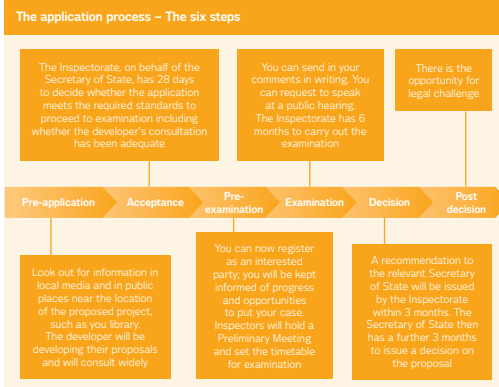 The application process – The six steps
The Inspectorate, on behalf of the
Secretary of State, has 28 days
to decide whether the application
meets the required standards to
proceed to examination including
whether the developer's consultation
has been adequate
You can send in your
comments in writing. You
can request to speak
at a public hearing.
The Inspectorate has 6
months to carry out the
examination
There is the
opportunity for
legal challenge
Pre-application
Acceptance
Pre-
examination
Examination
Decision
Post
decision
Look out for information in
local media and in public
places near the location
of the proposed project,
such as you library.
The developer will be
developing their proposals
and will consult widely
You can now register
as an interested
party; you will be kept
informed of progress
and opportunities
to put your case.
Inspectors will hold a
Preliminary Meeting
and set the timetable
for examination
A recommendation to
the relevant Secretary
of State will be issued
by the Inspectorate
within 3 months. The
Secretary of State then
has a further 3 months
to issue a decision on
the proposal